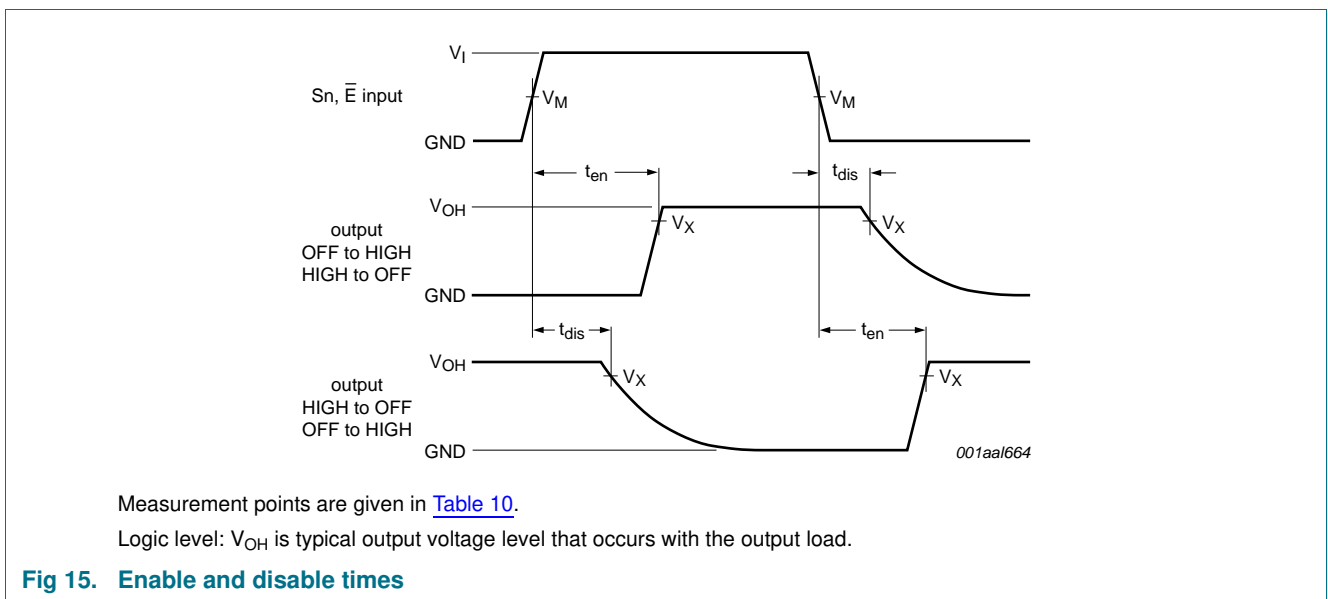 V_I
Sn, E̅ input
V_M
V_M
GND
t_en
t_dis
V_OH
output
OFF to HIGH
HIGH to OFF
V_X
V_X
GND
t_dis
t_en
V_OH
output
HIGH to OFF
OFF to HIGH
V_X
V_X
GND
001aal664
Measurement points are given in Table 10.
Logic level: V_OH is typical output voltage level that occurs with the output load.
Fig 15. Enable and disable times